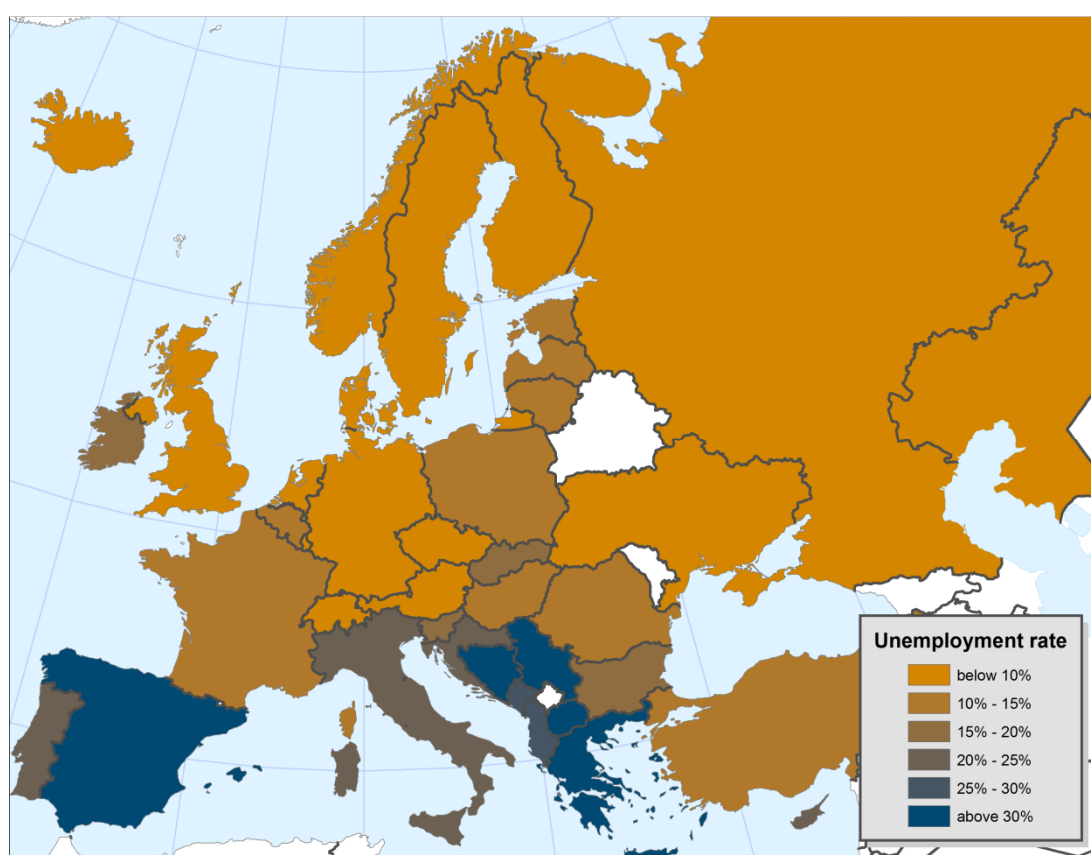 Unemployment rate
below 10%
10% - 15%
15% - 20%
20% - 25%
25% - 30%
above 30%